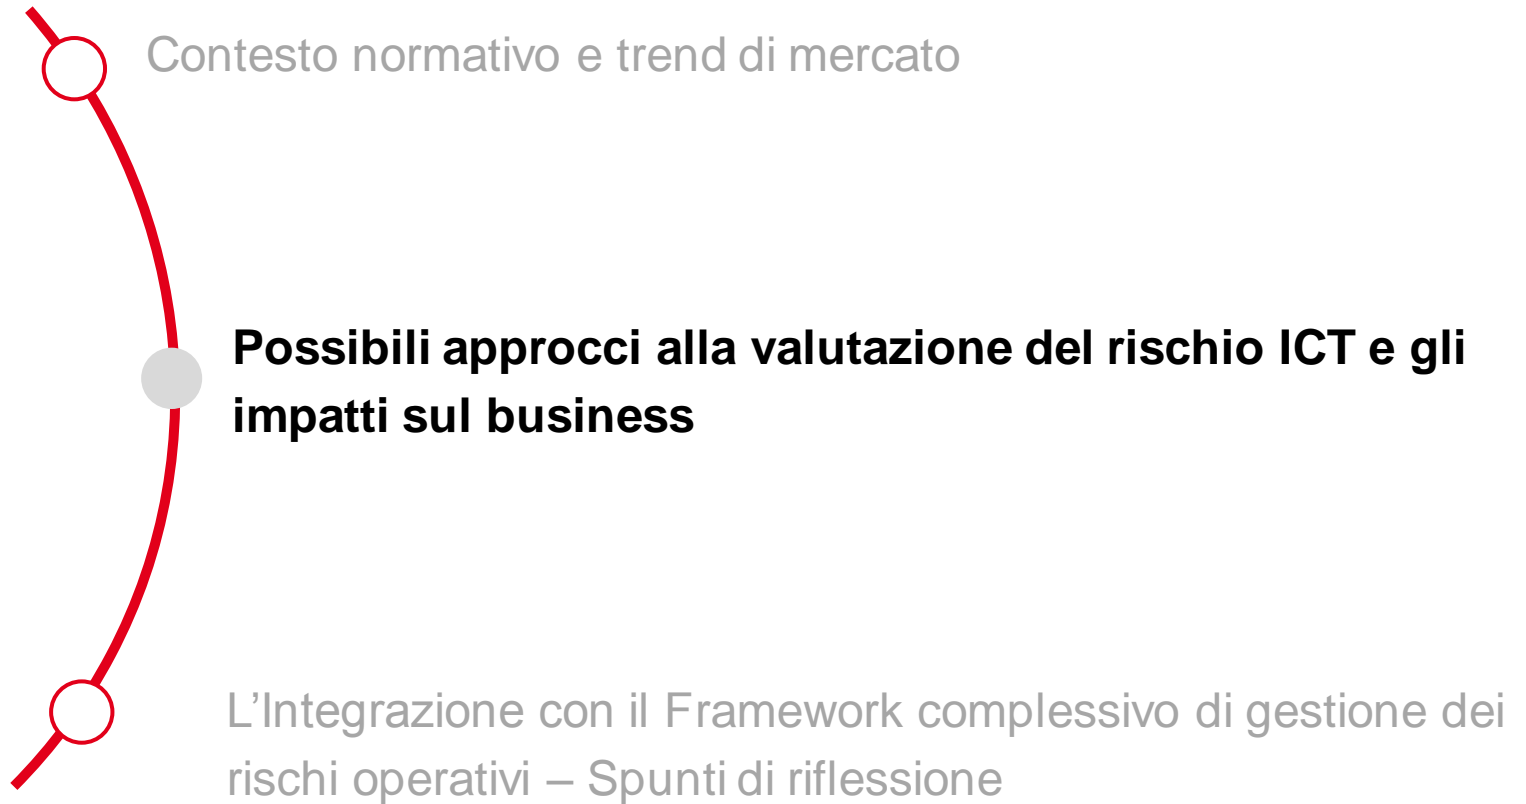 Contesto normativo e trend di mercato
Possibili approcci alla valutazione del rischio ICT e gli
impatti sul business
L’Integrazione con il Framework complessivo di gestione dei
rischi operativi – Spunti di riflessione